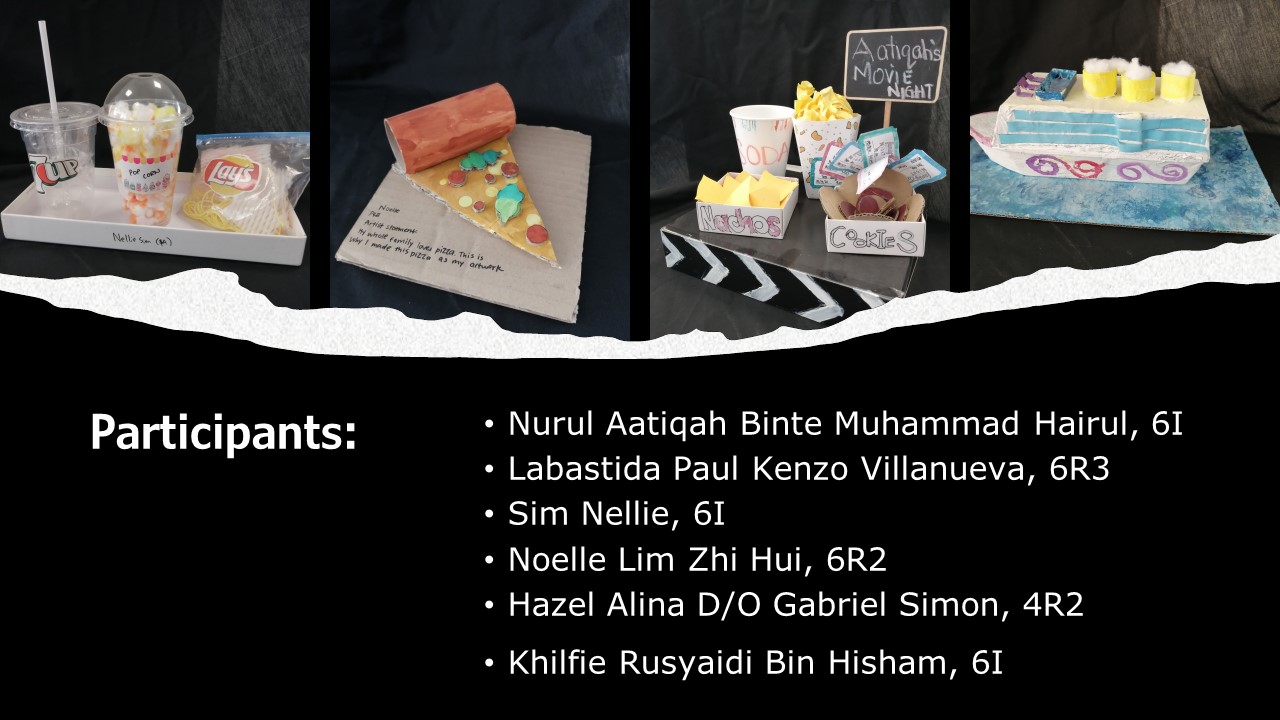 7UP
POP CORN
Lay's
Nellie Sim
Noelle
Artist statement:
My whole family loves pizza. This is
Why I made this pizza as my artwork
Aatiqah's
MOVIE
NIGHT
SODA
Nachos
COOKIES
Participants:
• Nurul Aatiqah Binte Muhammad Hairul, 6I
• Labastida Paul Kenzo Villanueva, 6R3
• Sim Nellie, 6I
• Noelle Lim Zhi Hui, 6R2
• Hazel Alina D/O Gabriel Simon, 4R2
• Khilfie Rusyaidi Bin Hisham, 6I